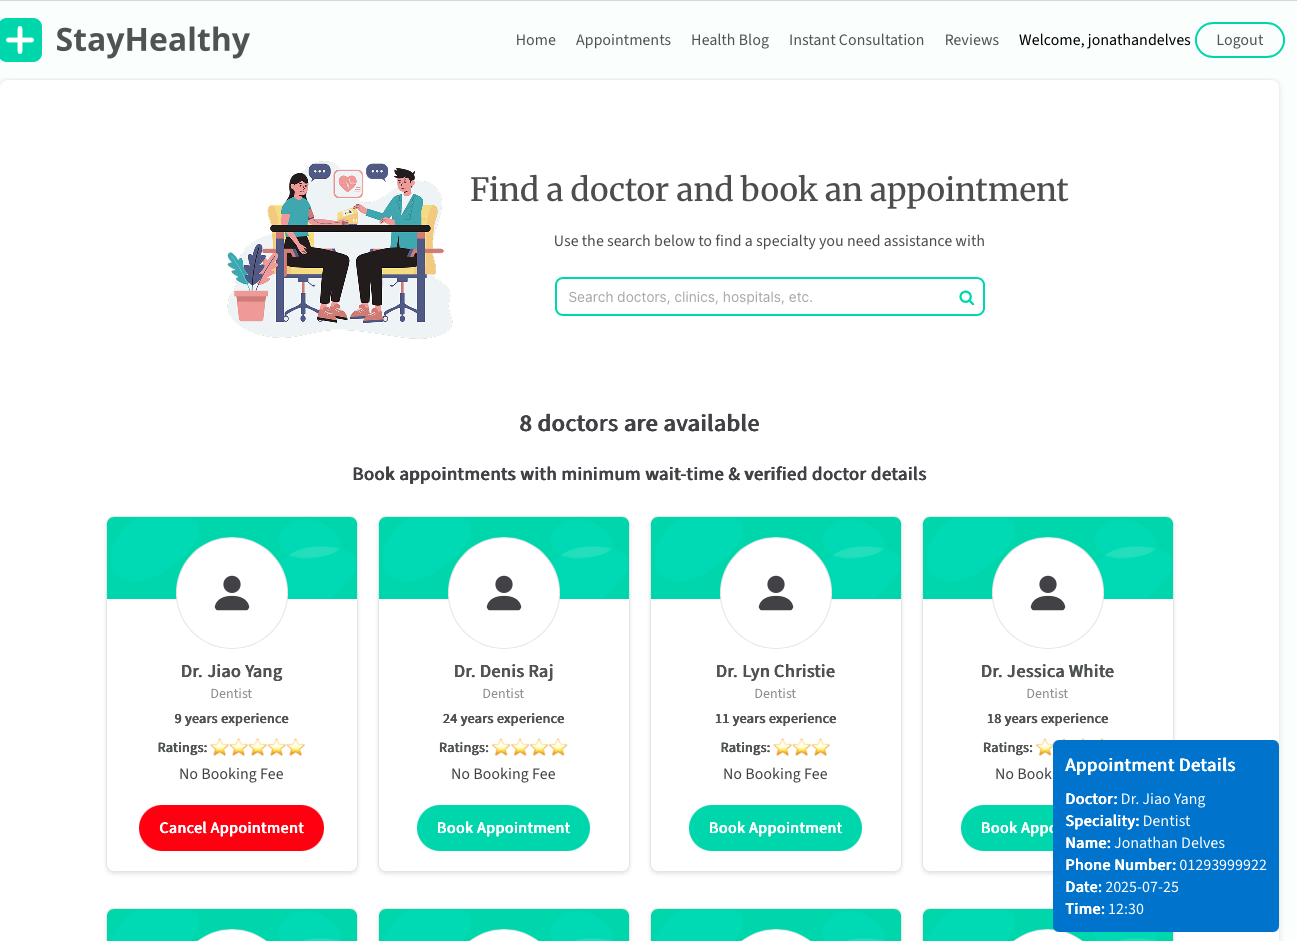 StayHealthy
Home Appointments Health Blog Instant Consultation Reviews Welcome, jonathandelves Logout
Find a doctor and book an appointment
Use the search below to find a specialty you need assistance with
Search doctors, clinics, hospitals, etc.
8 doctors are available
Book appointments with minimum wait-time & verified doctor details
Dr. Jiao Yang
Dentist
9 years experience
Ratings: ⭐⭐⭐⭐⭐
No Booking Fee
Cancel Appointment
Dr. Denis Raj
Dentist
24 years experience
Ratings: ⭐⭐⭐⭐
No Booking Fee
Book Appointment
Dr. Lyn Christie
Dentist
11 years experience
Ratings: ⭐⭐⭐
No Booking Fee
Book Appointment
Dr. Jessica White
Dentist
18 years experience
Ratings: ⭐
No
Book
Appointment Details
Doctor: Dr. Jiao Yang
Speciality: Dentist
Name: Jonathan Delves
Phone Number: 01293999922
Date: 2025-07-25
Time: 12:30